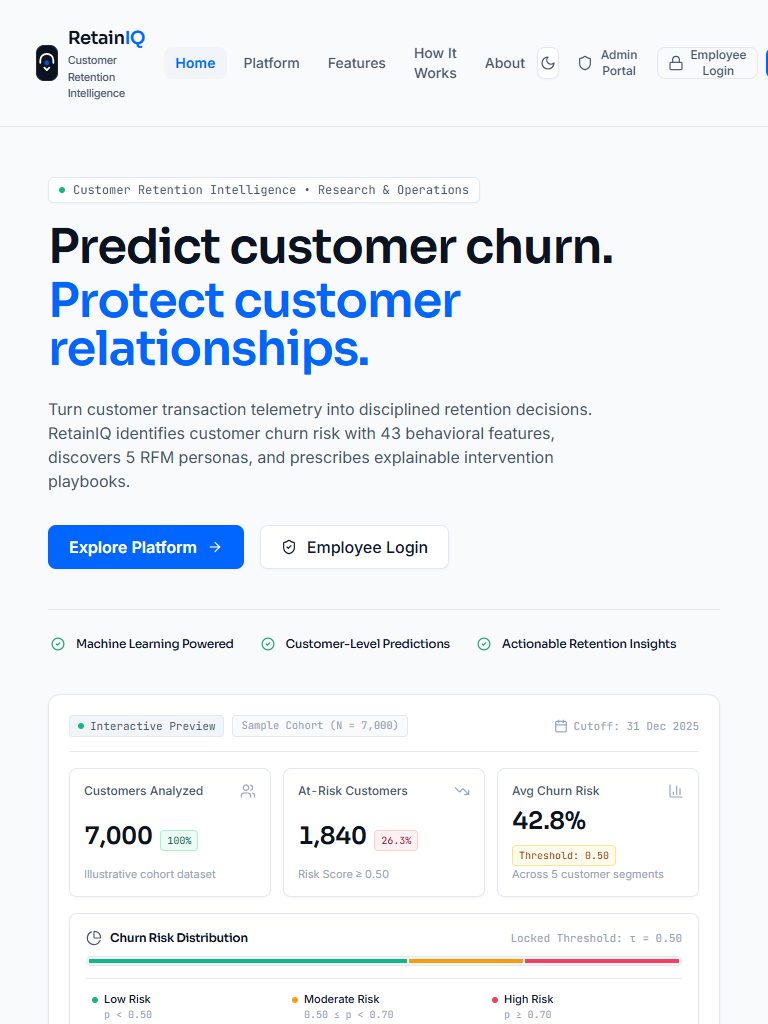 RetainIQ
Customer
Retention
Intelligence
Home
Platform
Features
How It
Works
About
Admin
Portal
Employee
Login
Customer Retention Intelligence • Research & Operations
Predict customer churn.
Protect customer
relationships.
Turn customer transaction telemetry into disciplined retention decisions.
RetainIQ identifies customer churn risk with 43 behavioral features,
discovers 5 RFM personas, and prescribes explainable intervention
playbooks.
Explore Platform
Employee Login
Machine Learning Powered
Customer-Level Predictions
Actionable Retention Insights
Interactive Preview
Sample Cohort (N = 7,000)
Cutoff: 31 Dec 2025
Customers Analyzed
7,000 100%
Illustrative cohort dataset
At-Risk Customers
1,840 26.3%
Risk Score ≥ 0.50
Avg Churn Risk
42.8%
Threshold: 0.50
Across 5 customer segments
Churn Risk Distribution
Locked Threshold: τ = 0.50
Low Risk
p < 0.50
Moderate Risk
0.50 ≤ p < 0.70
High Risk
p ≥ 0.70